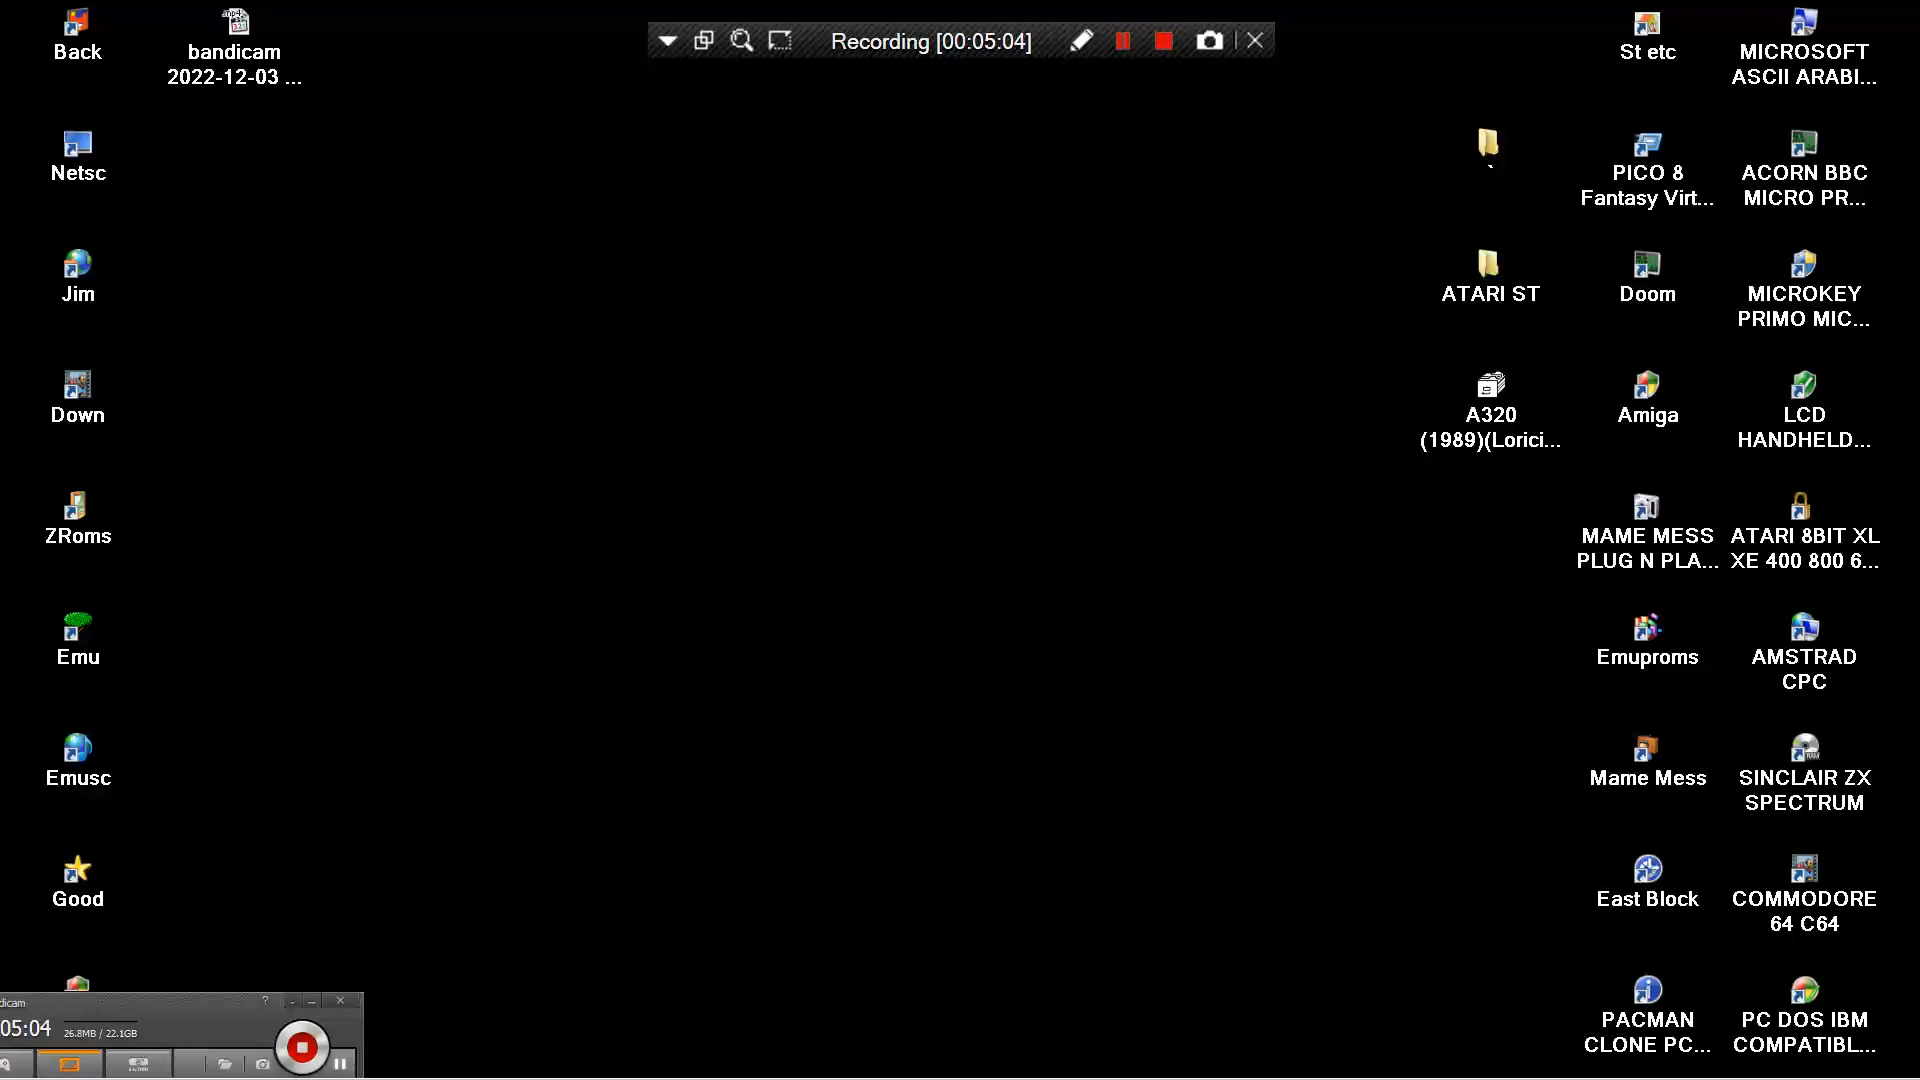 Recording [00:05:04]
Back
bandicam
2022-12-03 ...
Netsc
Jim
Down
ZRoms
Emu
Emusc
Good
`
ATARI ST
A320
(1989)(Lorici...
St etc
PICO 8
Fantasy Virt...
Doom
Amiga
MAME MESS
PLUG N PLA...
Emuproms
Mame Mess
East Block
PACMAN
CLONE PC...
MICROSOFT
ASCII ARABI...
ACORN BBC
MICRO PR...
MICROKEY
PRIMO MIC...
LCD
HANDHELD...
ATARI 8BIT XL
XE 400 800 6...
AMSTRAD
CPC
SINCLAIR ZX
SPECTRUM
COMMODORE
64 C64
PC DOS IBM
COMPATIBL...
dicam
05:04
26.8MB / 22.1GB